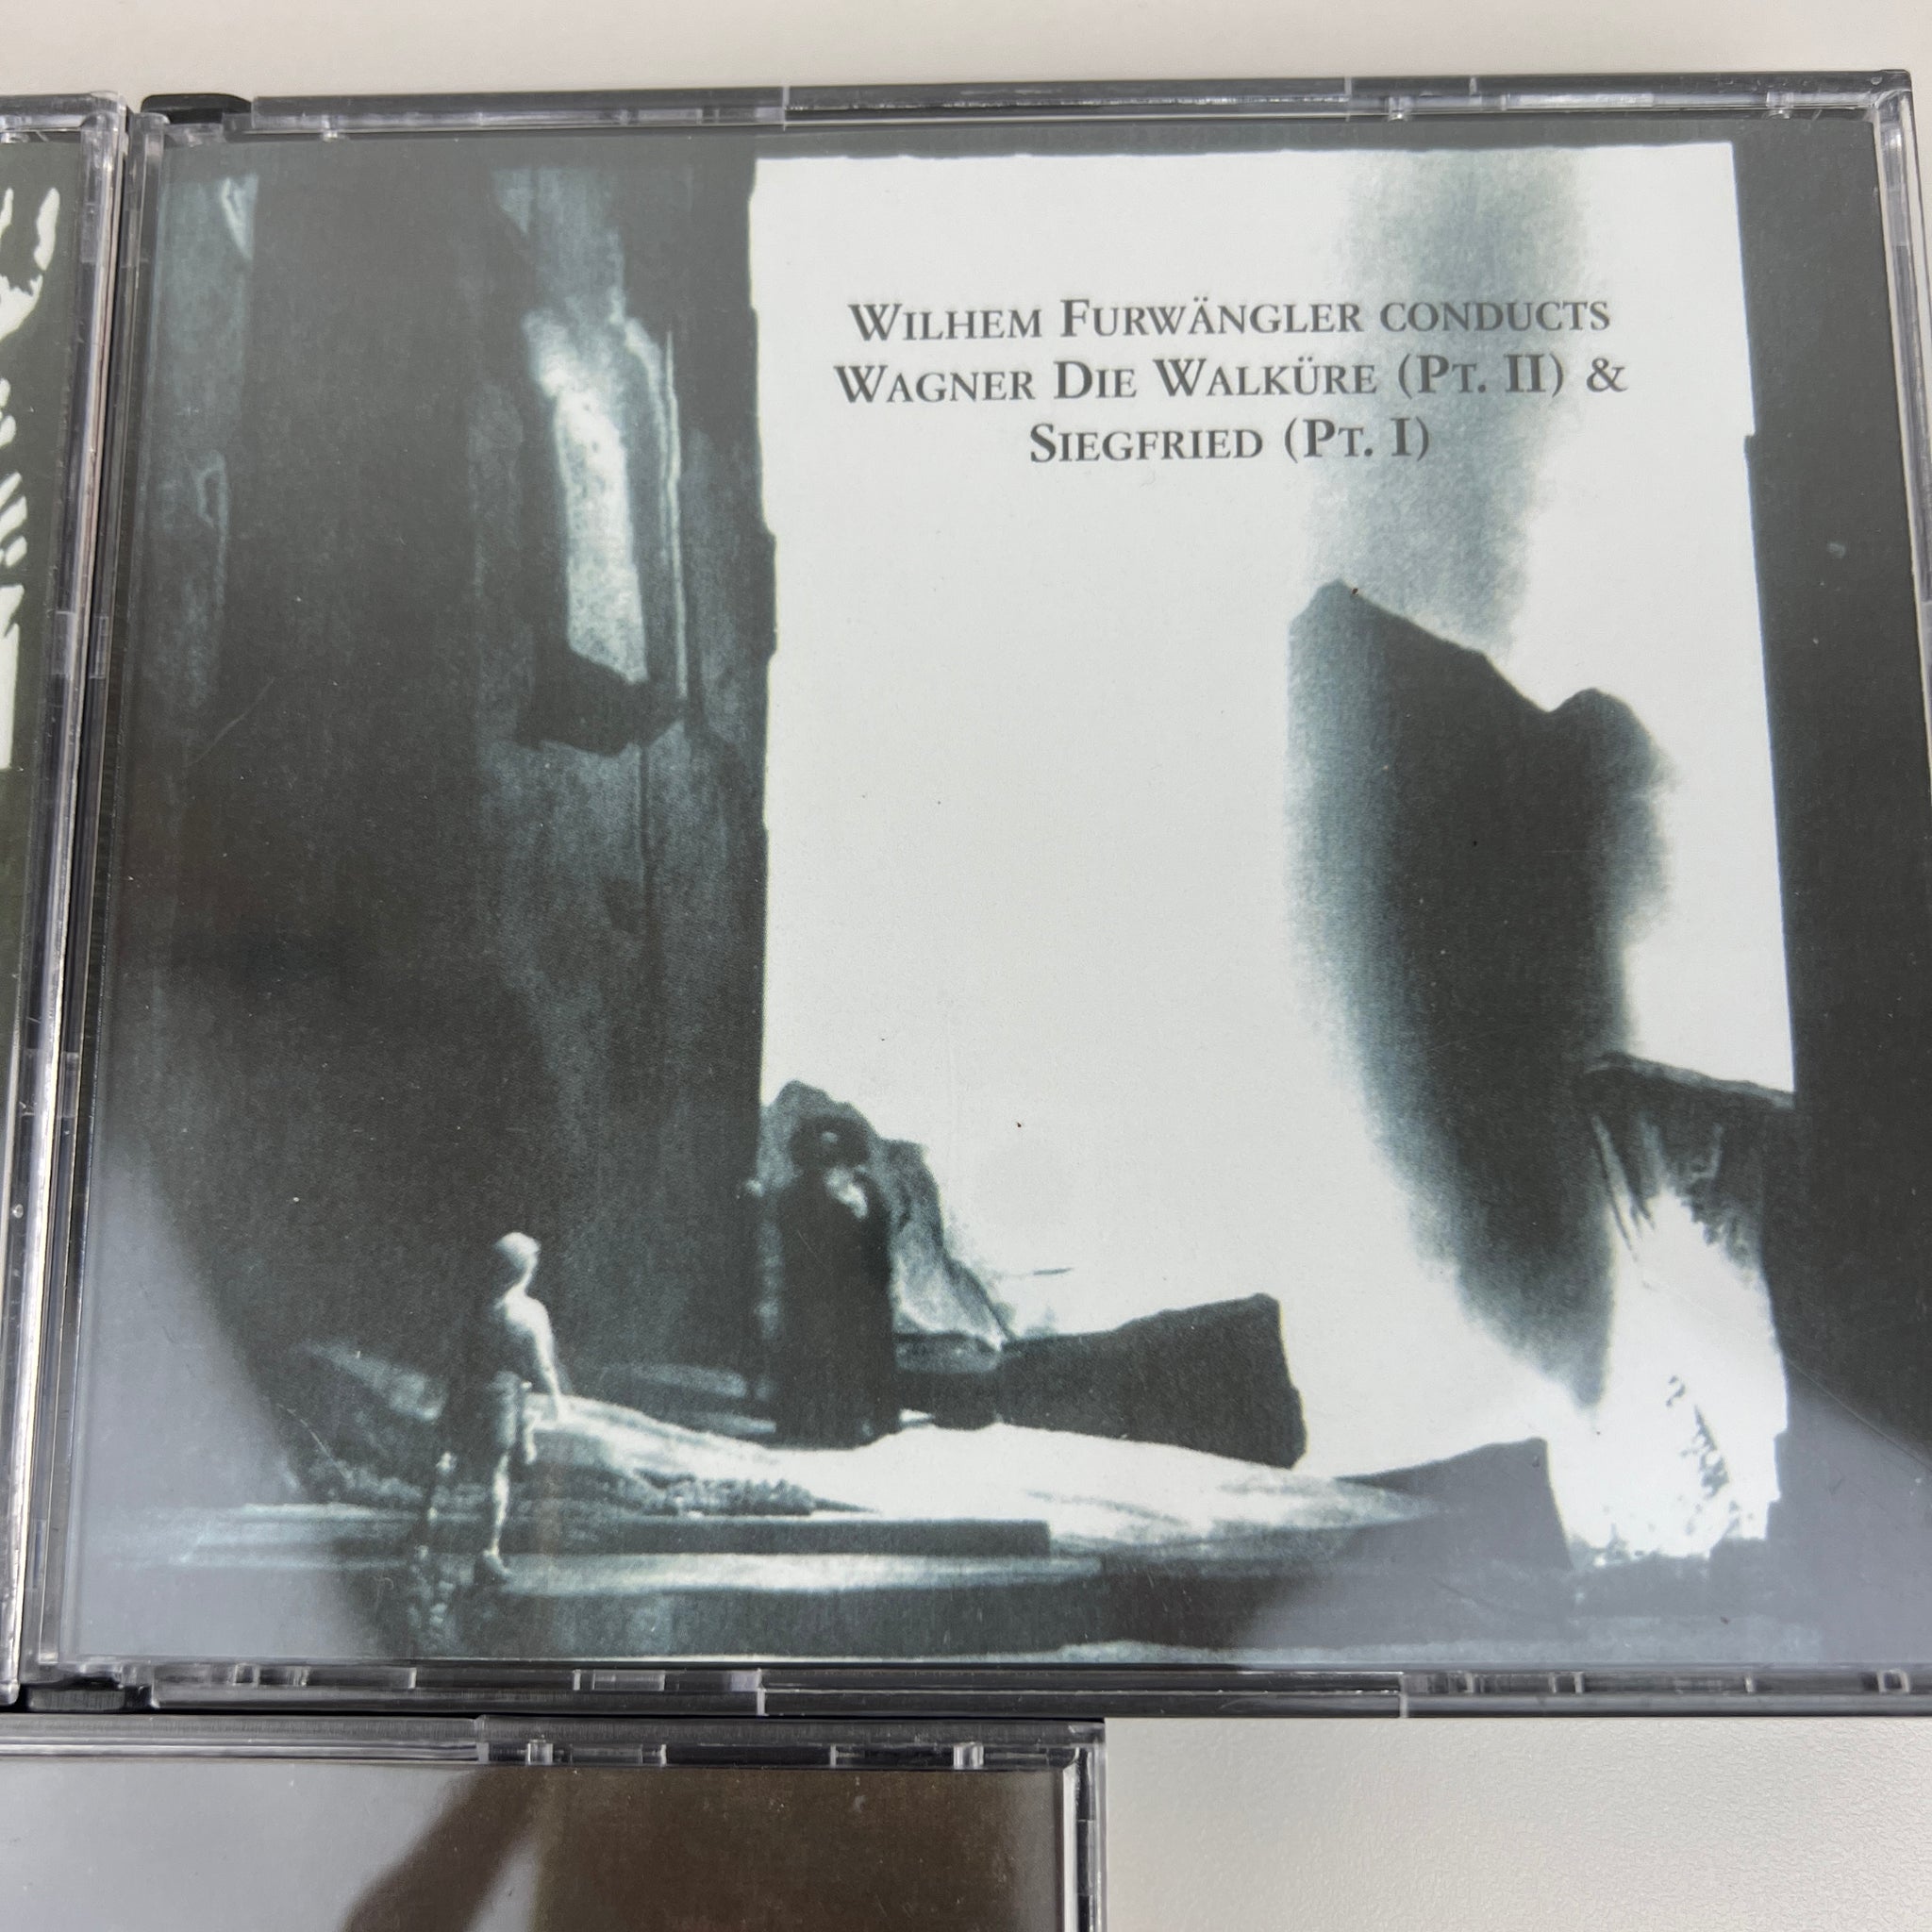 Wilhem Furwängler conducts
Wagner Die Walküre (Pt. II) &
Siegfried (Pt. I)